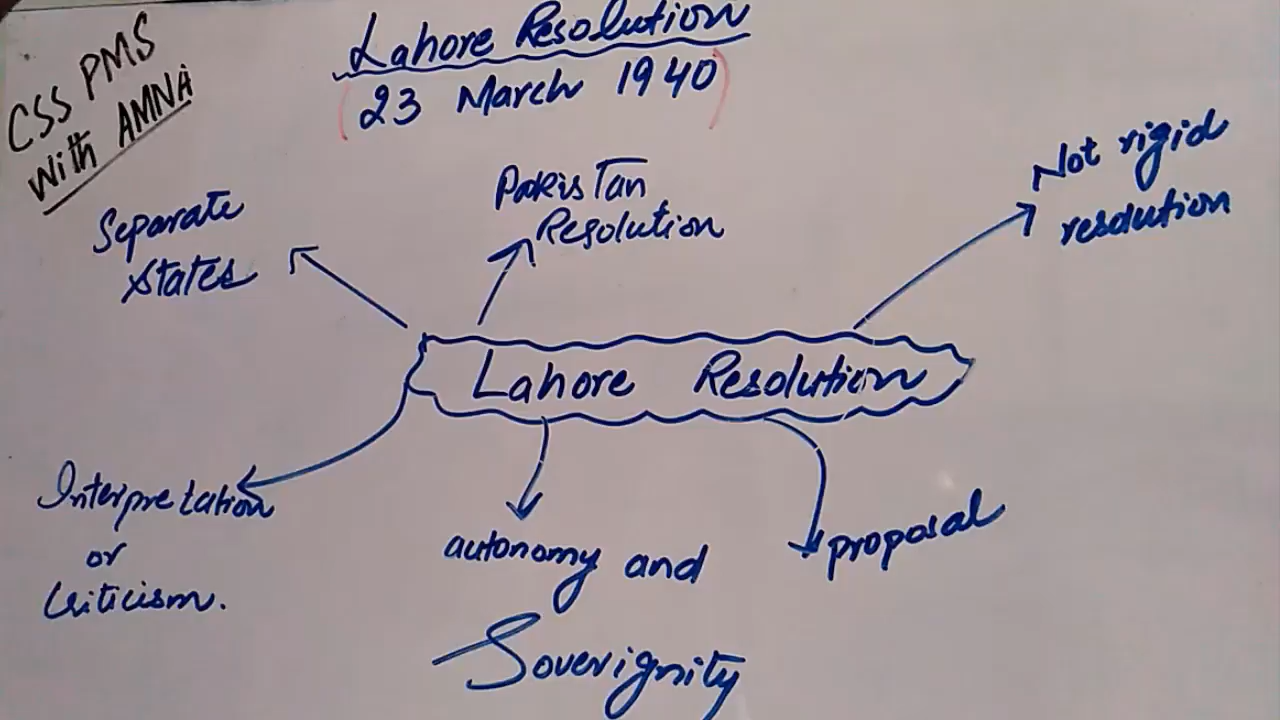 CSS PMS
With AMNA
Lahore Resolution
(23 March 1940)
Separate
States
Pakistan
Resolution
Not rigid
resolution
Lahore Resolution
Interpretation
or
Criticism.
autonomy and
Soverignity
proposal